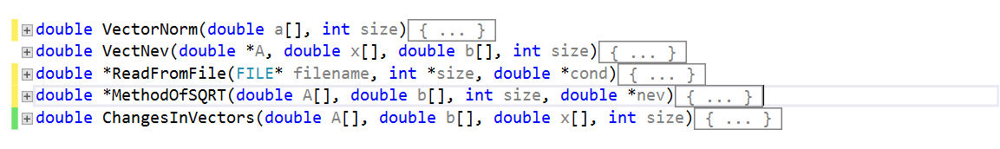 double VectorNorm(double a[], int size) { ... }
double VectNev(double *A, double x[], double b[], int size) { ... }
double *ReadFromFile(FILE* filename, int *size, double *cond) { ... }
double *MethodOfSQRT(double A[], double b[], int size, double *nev) { ... }
double ChangesInVectors(double A[], double b[], double x[], int size) { ... }